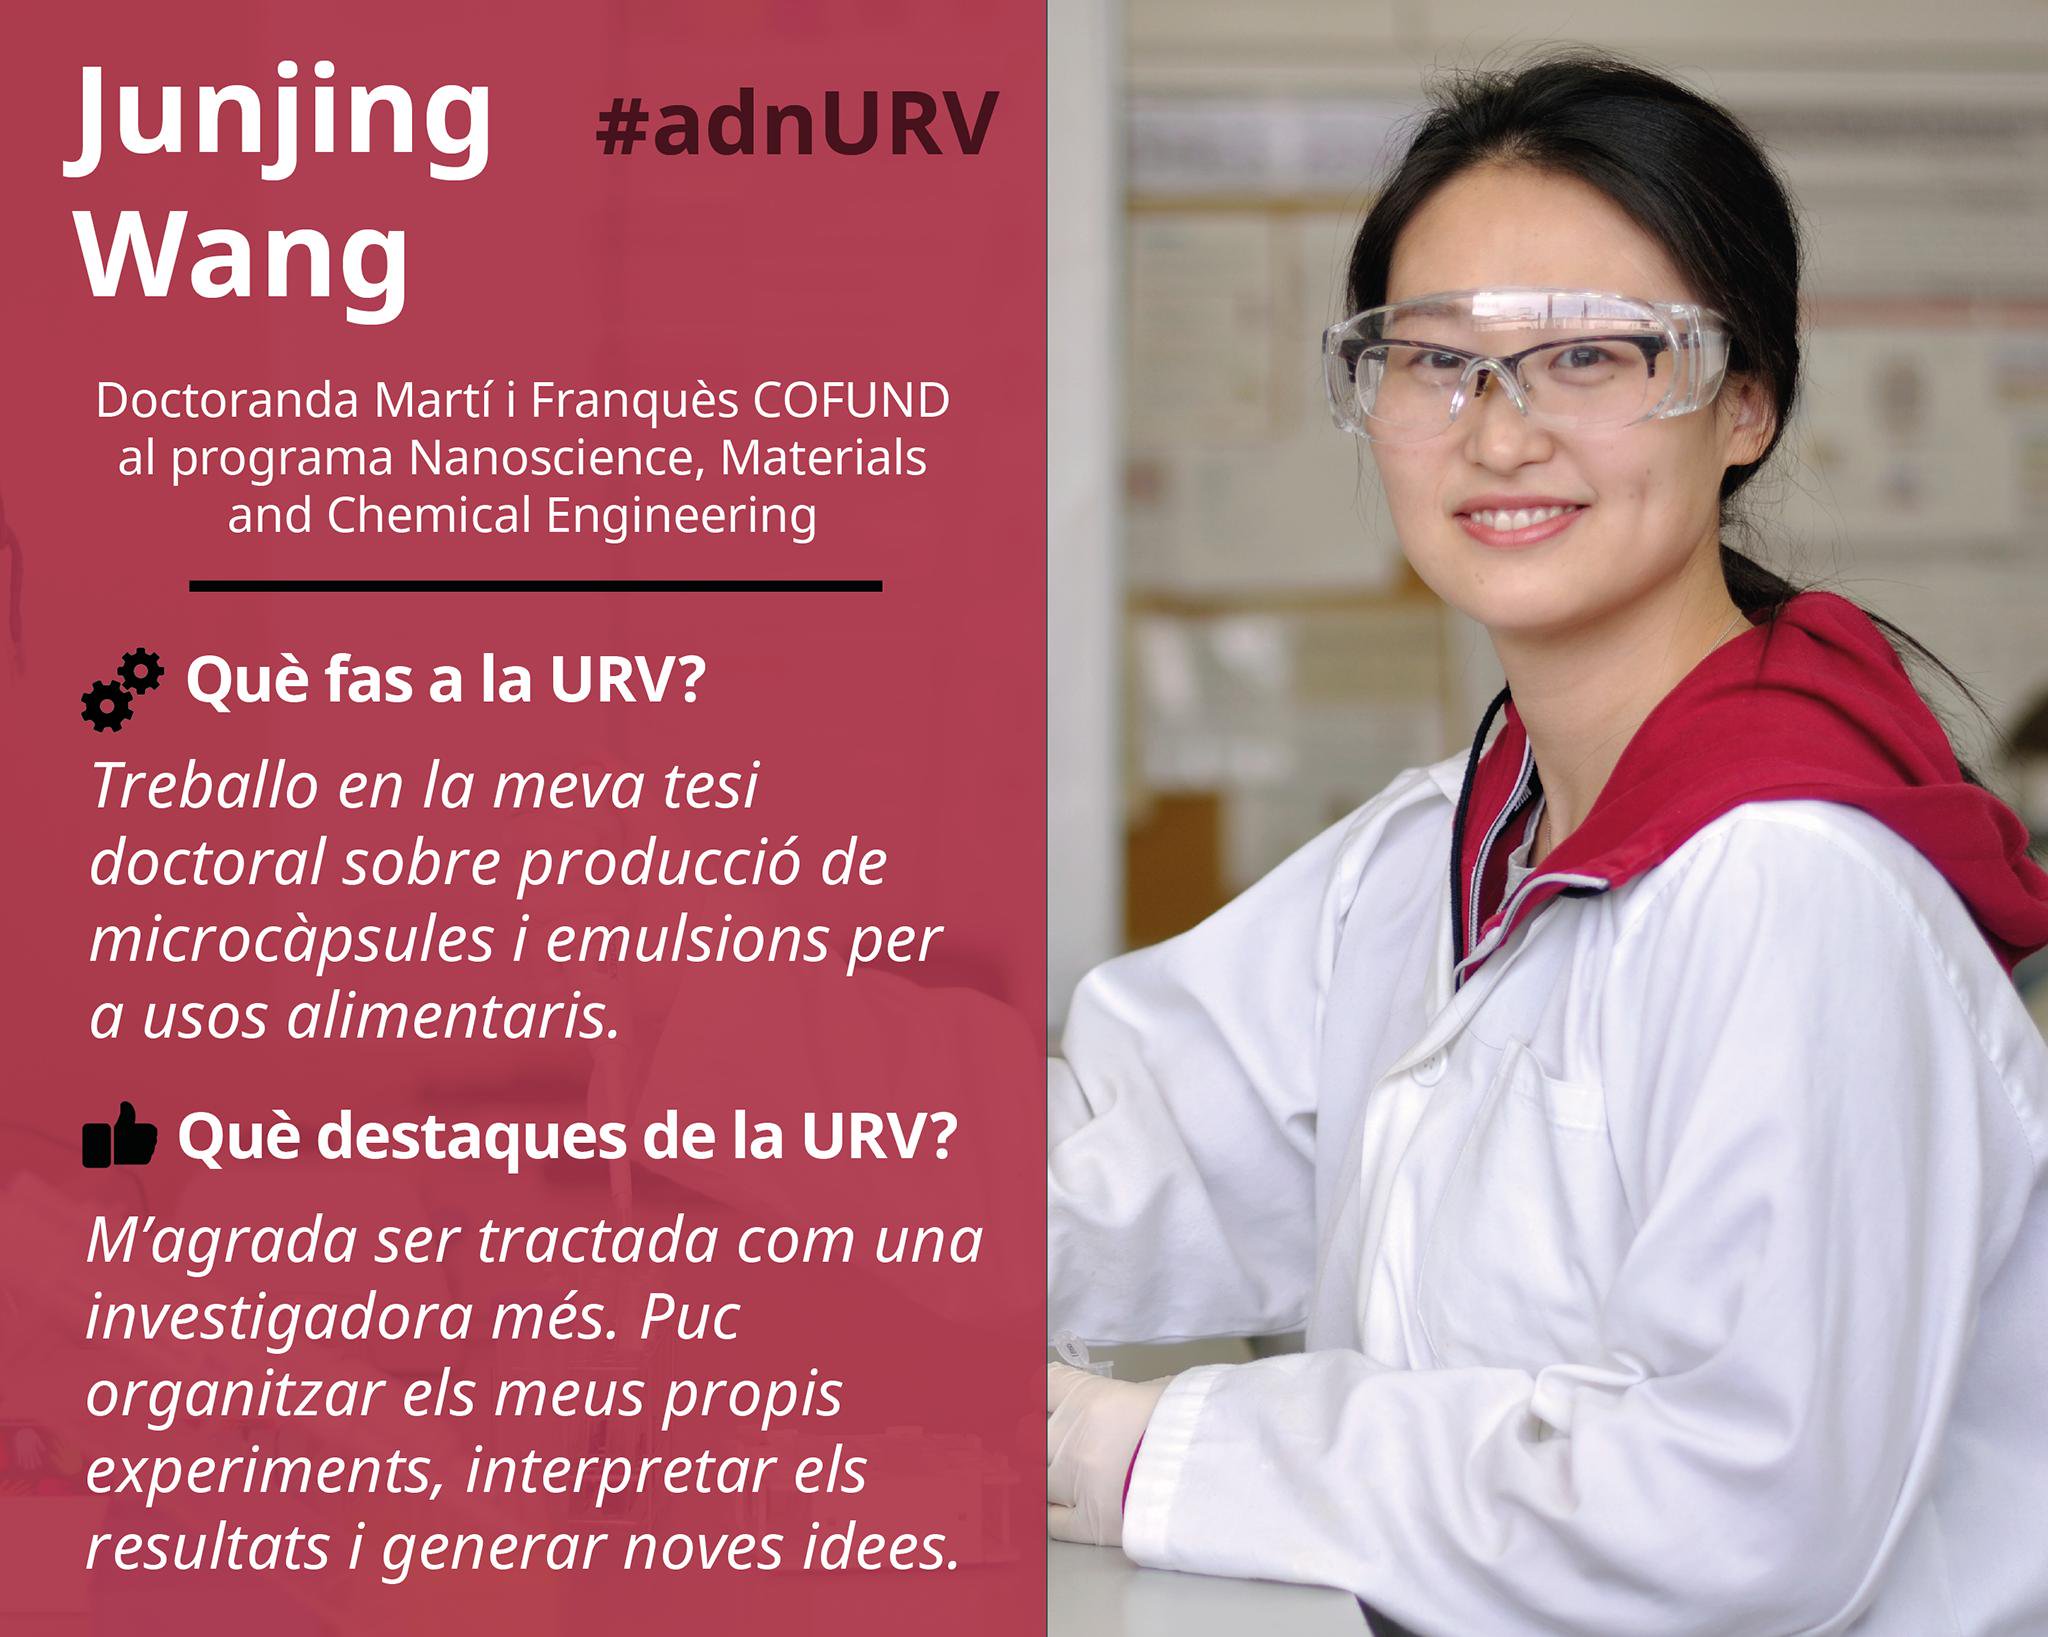 Junjing
Wang
#adnURV
Doctoranda Martí i Franquès COFUND
al programa Nanoscience, Materials
and Chemical Engineering
Què fas a la URV?
Treballo en la meva tesi
doctoral sobre producció de
microcàpsules i emulsions per
a usos alimentaris.
Què destaques de la URV?
M’agrada ser tractada com una
investigadora més. Puc
organitzar els meus propis
experiments, interpretar els
resultats i generar noves idees.